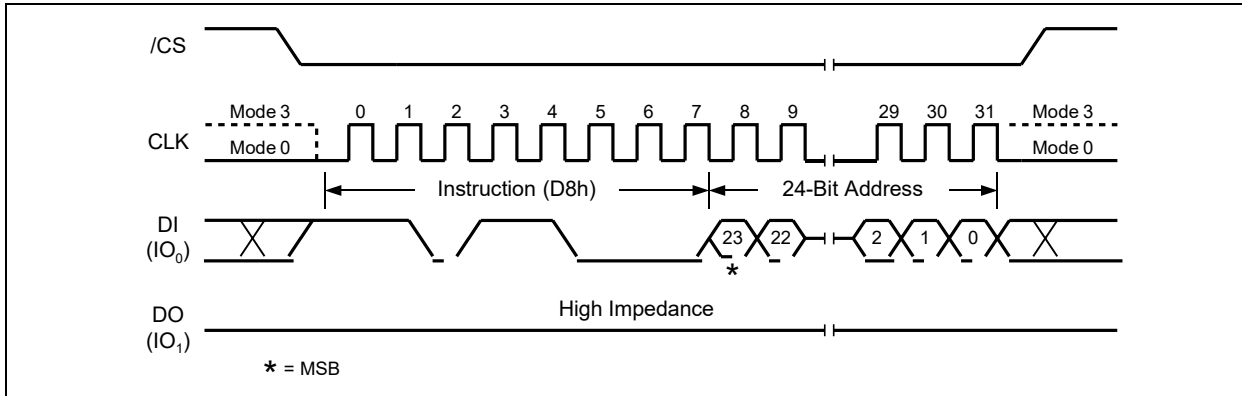 /CS
Mode 3 0 1 2 3 4 5 6 7 8 9 29 30 31 Mode 3
CLK
Mode 0 Mode 0
Instruction (D8h) 24-Bit Address
DI
(IO₀)
23 22 2 1 0
*
High Impedance
DO
(IO₁)
* = MSB